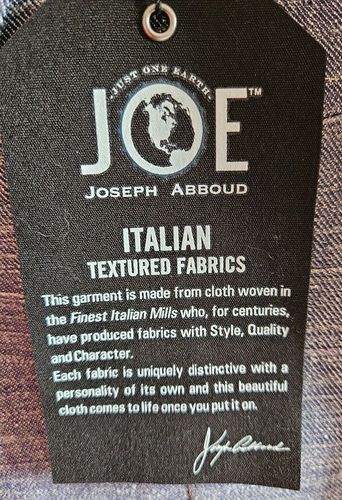 JUST ONE EARTH.
JOE™
JOSEPH ABBOUD
ITALIAN
TEXTURED FABRICS
This garment is made from cloth woven in
the Finest Italian Mills who, for centuries,
have produced fabrics with Style, Quality
and Character.
Each fabric is uniquely distinctive with a
personality of its own and this beautiful
cloth comes to life once you put it on.